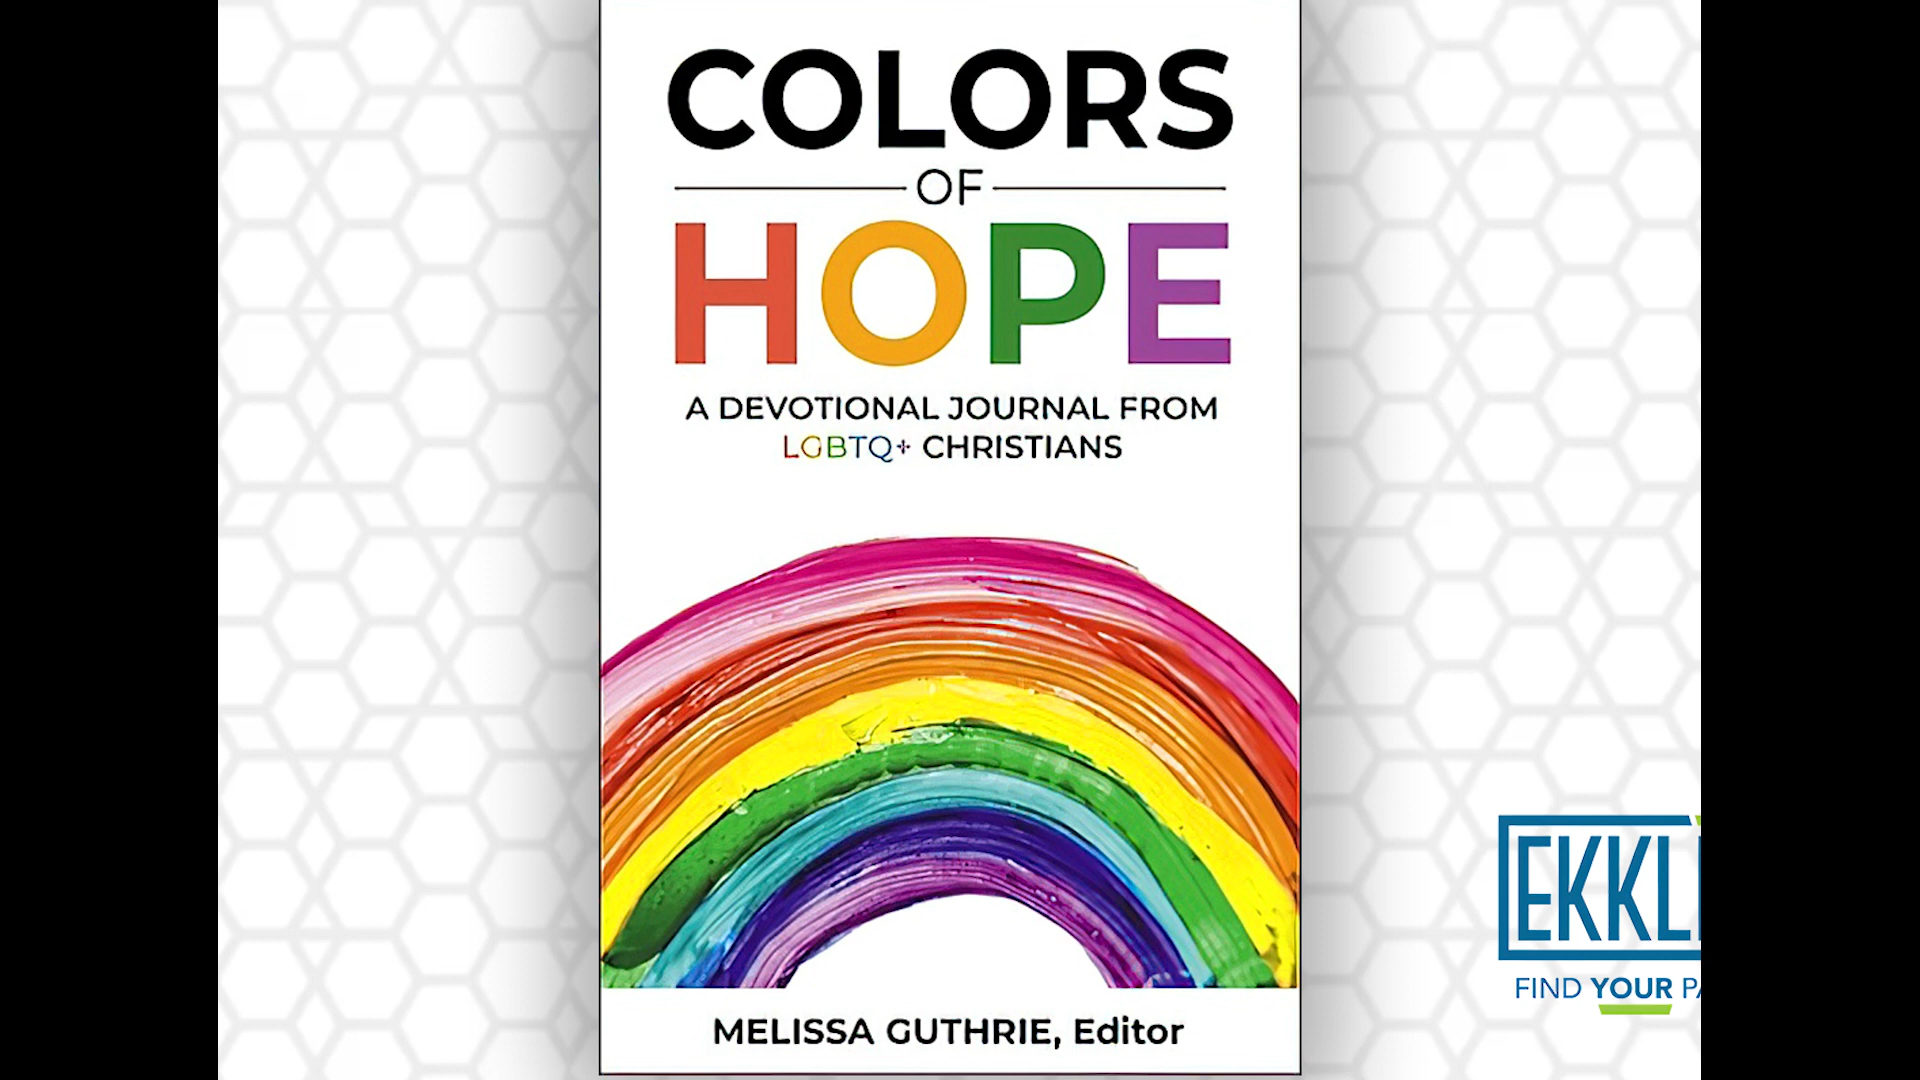 COLORS
OF
HOPE
A DEVOTIONAL JOURNAL FROM
LGBTQ+ CHRISTIANS
MELISSA GUTHRIE, Editor
EKKL
FIND YOUR